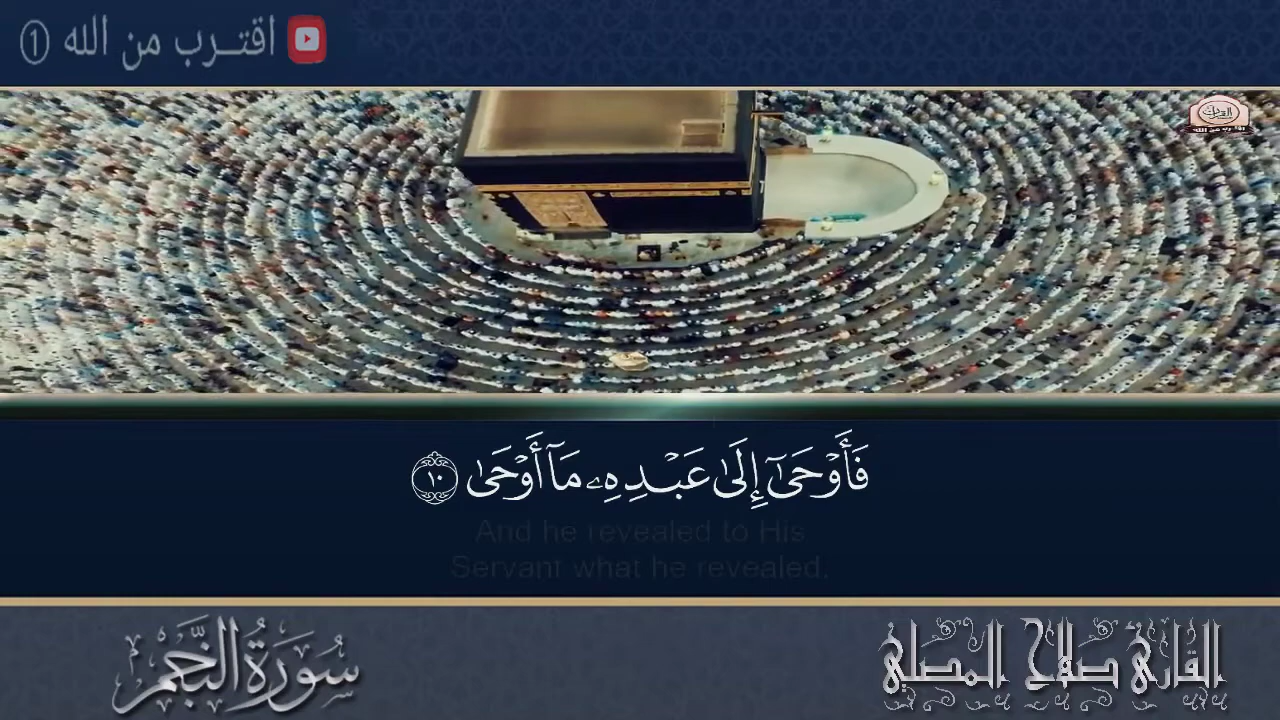 اقتـرب من الله ①
فَأَوْحَىٰٓ إِلَىٰ عَبْدِهِۦ مَآ أَوْحَىٰ ١٠
And he revealed to His
Servant what he revealed.
سُورَةُ النَّجْمِ
القارئ صلاح المصلي